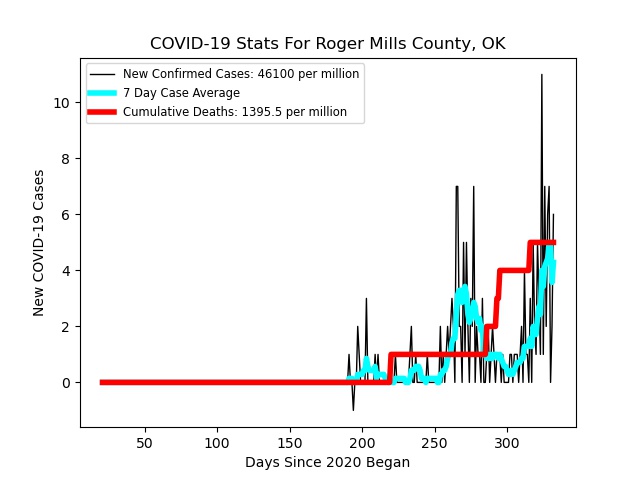 COVID-19 Stats For Roger Mills County, OK
New Confirmed Cases: 46100 per million
7 Day Case Average
Cumulative Deaths: 1395.5 per million
New COVID-19 Cases
10
8
6
4
2
0
50 100 150 200 250 300
Days Since 2020 Began